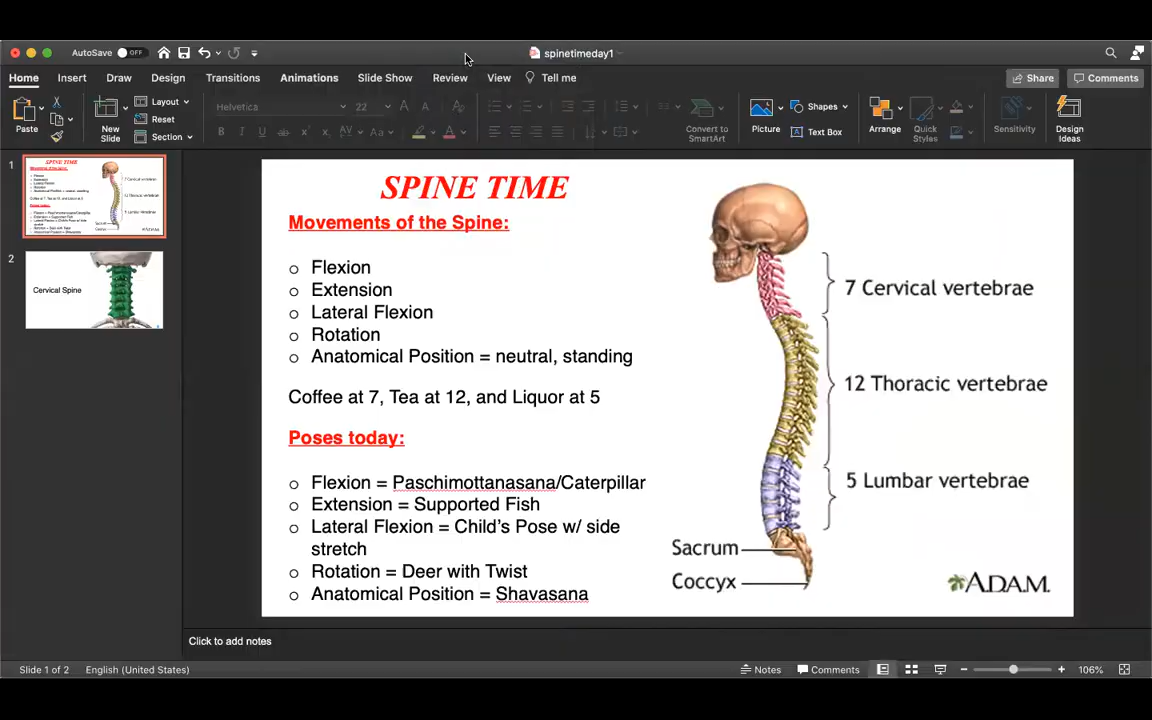 AutoSave OFF
spinetimeday1
Home Insert Draw Design Transitions Animations Slide Show Review View Tell me
Share Comments
Paste
New Slide
Layout
Reset
Section
Helvetica 22
Convert to SmartArt
Picture
Shapes
Text Box
Arrange
Quick Styles
Sensitivity
Design Ideas
1
SPINE TIME
2
Cervical Spine
SPINE TIME
Movements of the Spine:
o Flexion
o Extension
o Lateral Flexion
o Rotation
o Anatomical Position = neutral, standing
Coffee at 7, Tea at 12, and Liquor at 5
Poses today:
o Flexion = Paschimottanasana/Caterpillar
o Extension = Supported Fish
o Lateral Flexion = Child's Pose w/ side
stretch
o Rotation = Deer with Twist
o Anatomical Position = Shavasana
7 Cervical vertebrae
12 Thoracic vertebrae
5 Lumbar vertebrae
Sacrum
Coccyx
A.D.A.M.
Click to add notes
Slide 1 of 2 English (United States)
Notes Comments 106%